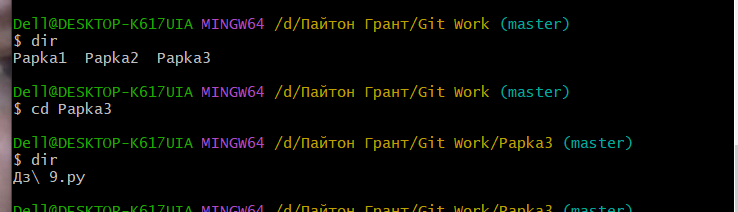 Dell@DESKTOP-K617UIA MINGW64 /d/Пайтон Грант/Git Work (master)
$ dir
Papka1  Papka2  Papka3
Dell@DESKTOP-K617UIA MINGW64 /d/Пайтон Грант/Git Work (master)
$ cd Papka3
Dell@DESKTOP-K617UIA MINGW64 /d/Пайтон Грант/Git Work/Papka3 (master)
$ dir
Дз\ 9.py
Dell@DESKTOP-K617UIA MINGW64 /d/Пайтон Грант/Git Work/Papka3 (master)